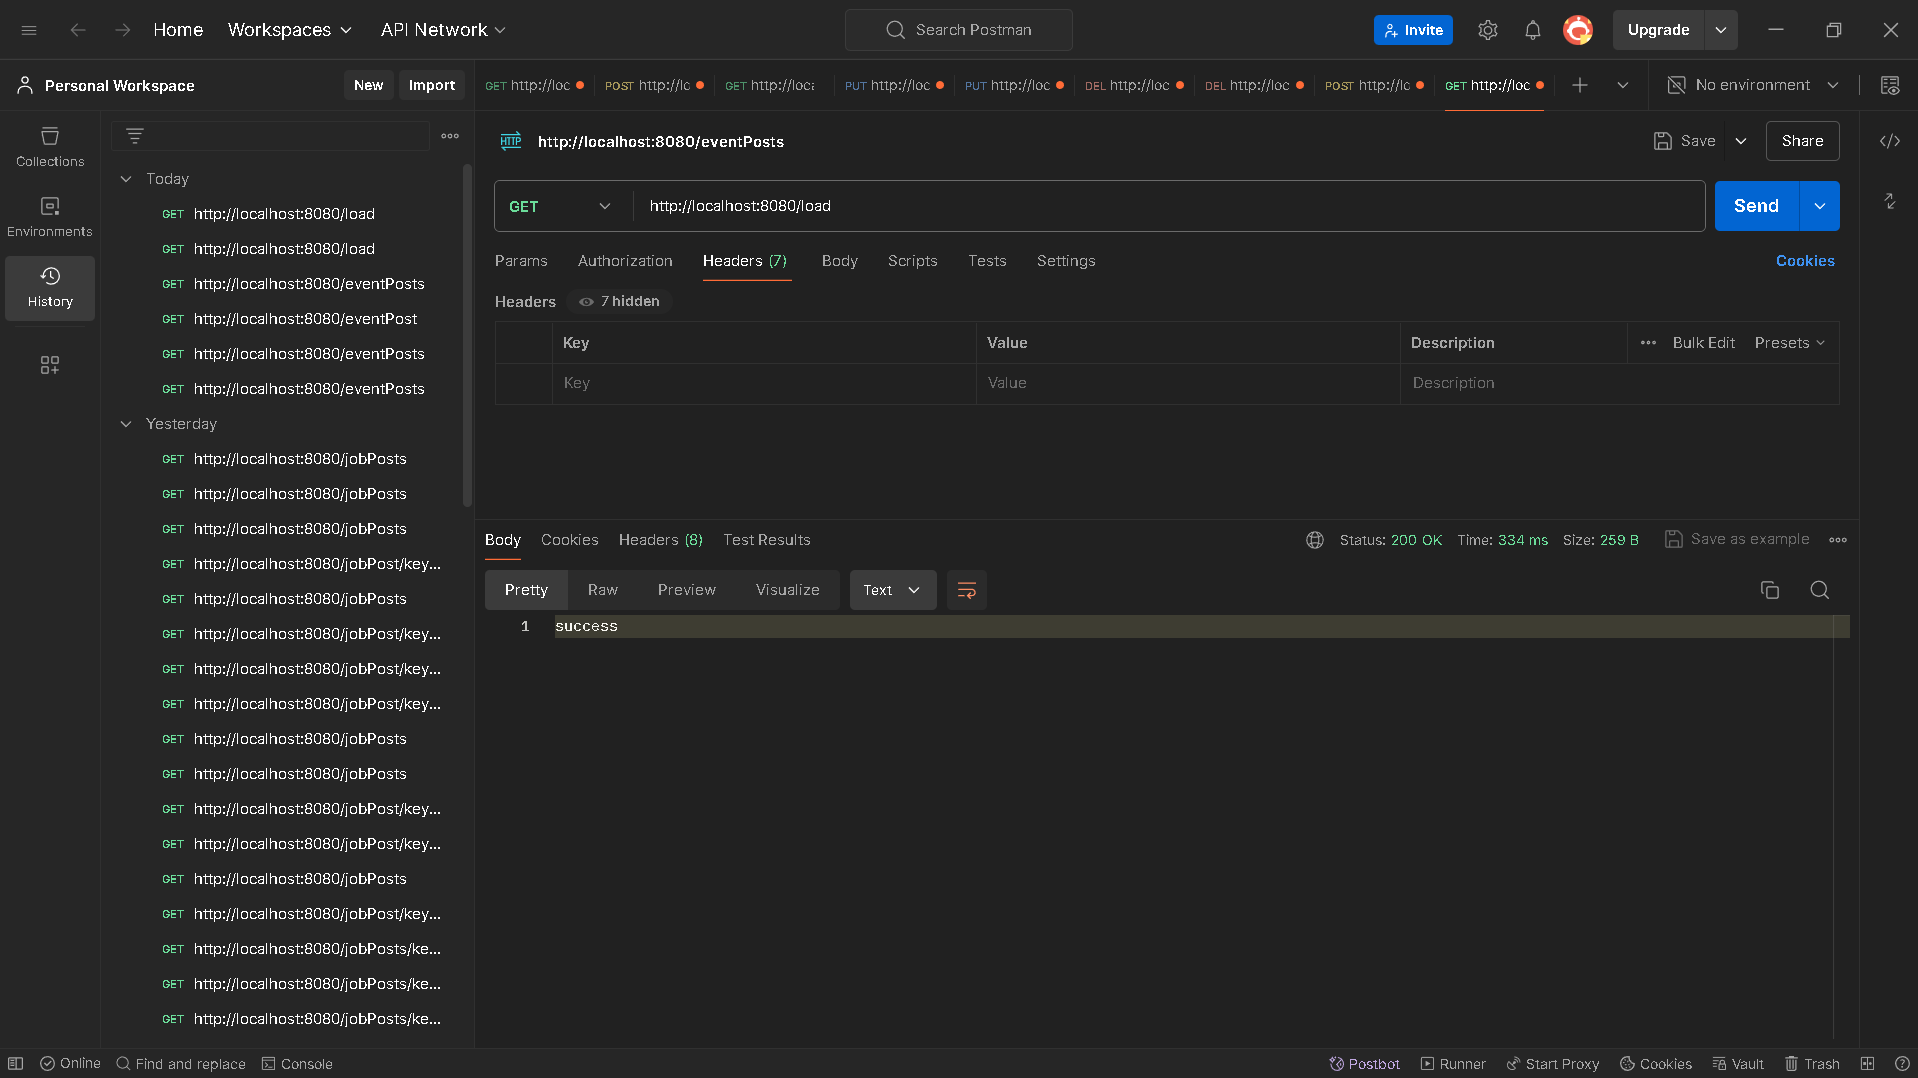 Home Workspaces API Network Search Postman Invite Upgrade
Personal Workspace New Import
GET http://loc POST http://lc GET http://loc PUT http://loc PUT http://loc DEL http://loc DEL http://loc POST http://lc GET http://loc No environment
Collections
Environments
History
Today
GET http://localhost:8080/load
GET http://localhost:8080/load
GET http://localhost:8080/eventPosts
GET http://localhost:8080/eventPost
GET http://localhost:8080/eventPosts
GET http://localhost:8080/eventPosts
Yesterday
GET http://localhost:8080/jobPosts
GET http://localhost:8080/jobPosts
GET http://localhost:8080/jobPosts
GET http://localhost:8080/jobPost/key...
GET http://localhost:8080/jobPosts
GET http://localhost:8080/jobPost/key...
GET http://localhost:8080/jobPost/key...
GET http://localhost:8080/jobPost/key...
GET http://localhost:8080/jobPosts
GET http://localhost:8080/jobPosts
GET http://localhost:8080/jobPost/key...
GET http://localhost:8080/jobPost/key...
GET http://localhost:8080/jobPosts
GET http://localhost:8080/jobPost/key...
GET http://localhost:8080/jobPosts/ke...
GET http://localhost:8080/jobPosts/ke...
GET http://localhost:8080/jobPosts/ke...
HTTP http://localhost:8080/eventPosts Save Share
GET http://localhost:8080/load Send
Params Authorization Headers (7) Body Scripts Tests Settings Cookies
Headers 7 hidden
Key Value Description Bulk Edit Presets
Key Value Description
Body Cookies Headers (8) Test Results Status: 200 OK Time: 334 ms Size: 259 B Save as example
Pretty Raw Preview Visualize Text
1 success
Online Find and replace Console Postbot Runner Start Proxy Cookies Vault Trash